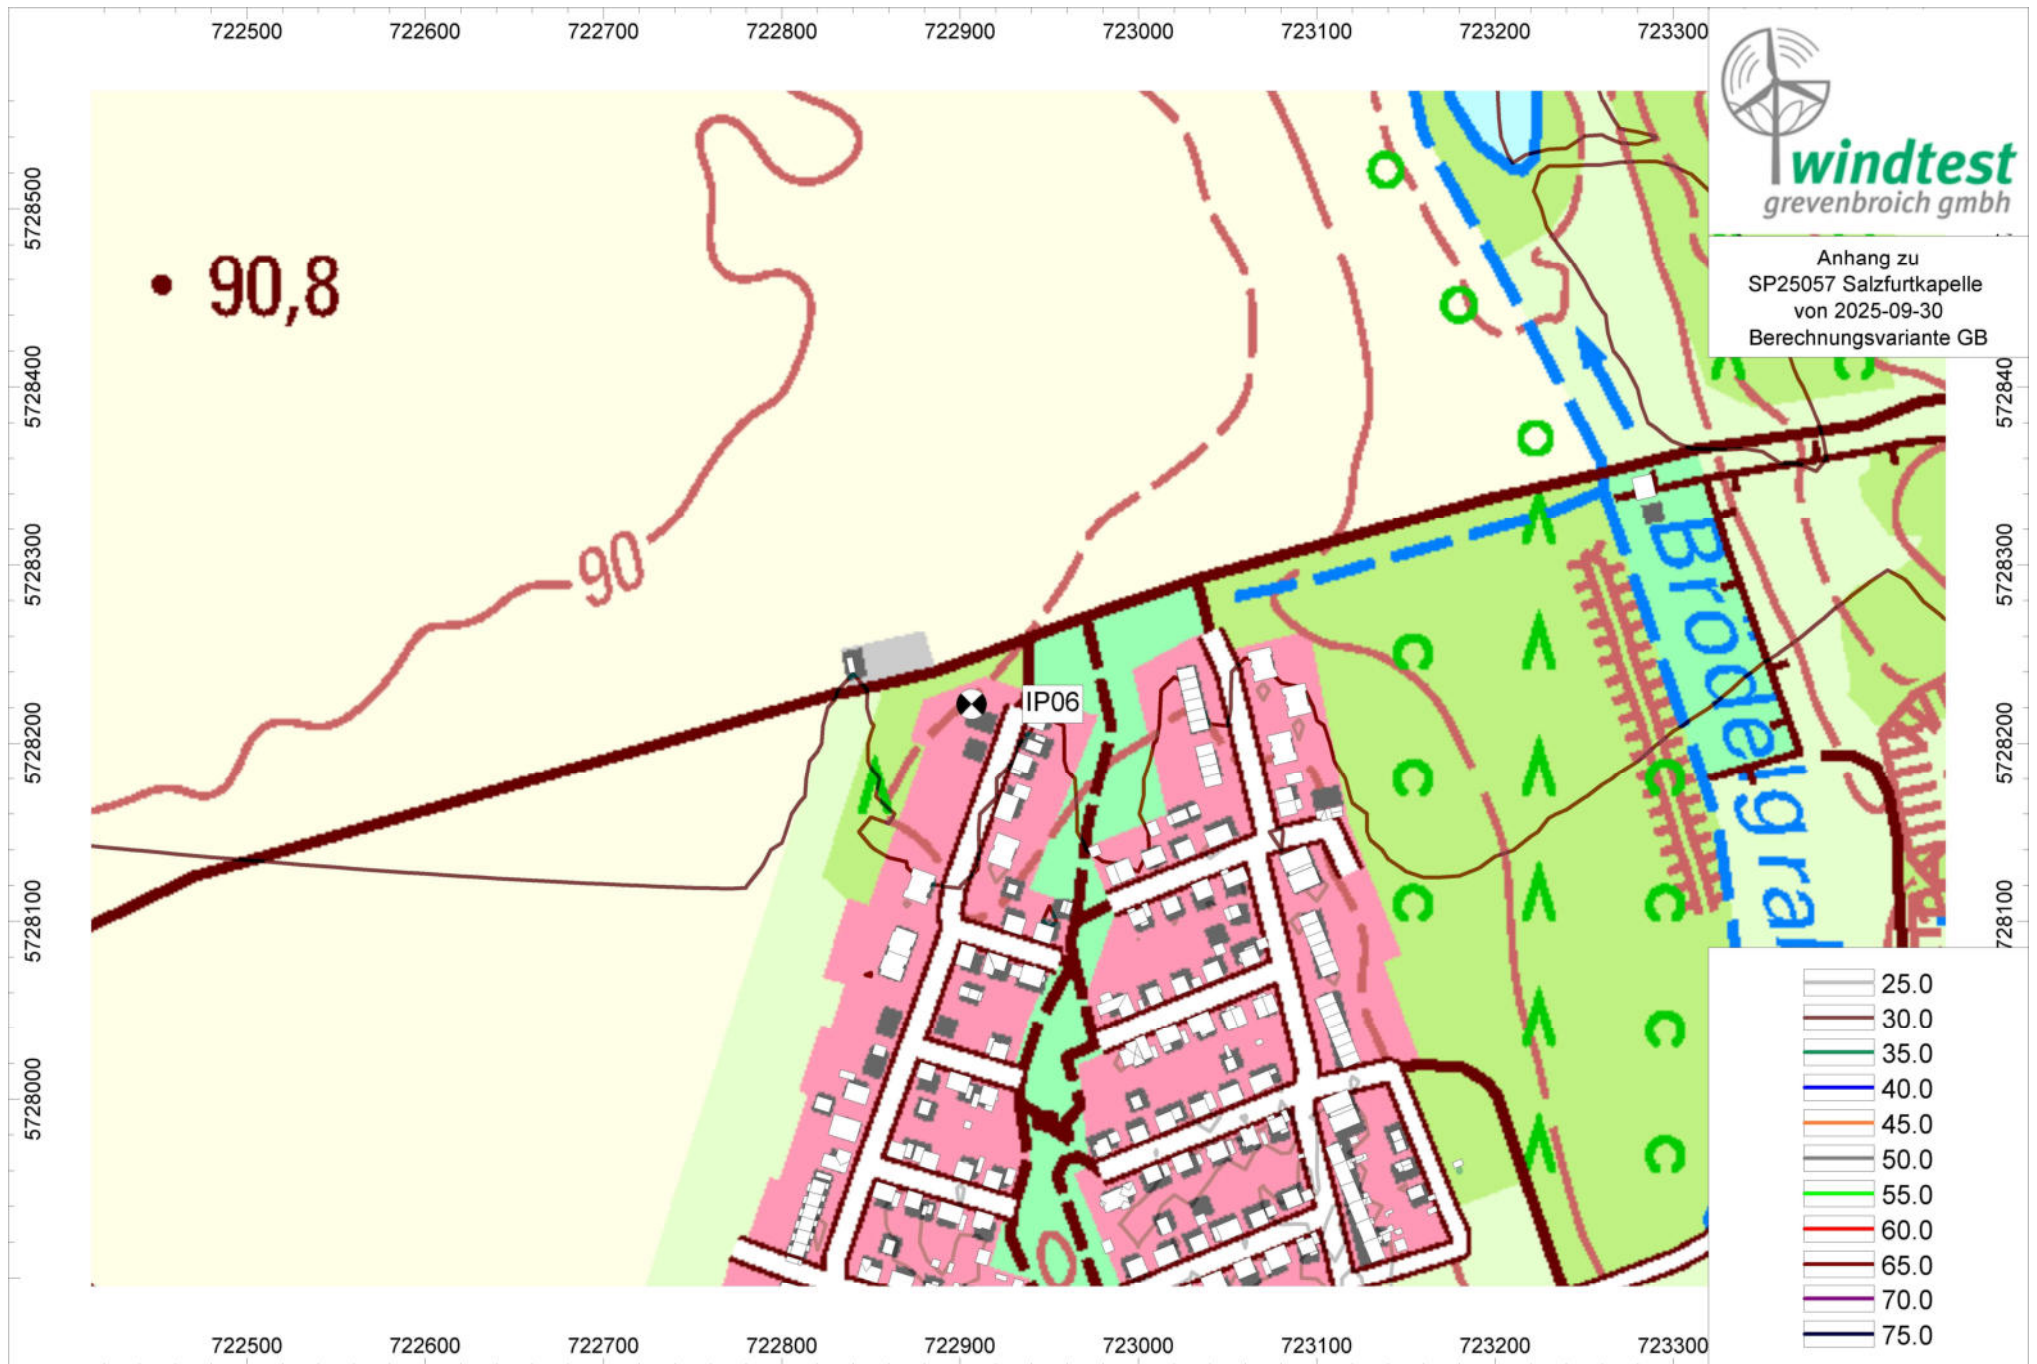 722500 722600 722700 722800 722900 723000 723100 723200 723300
windtest
grevenbroich gmbh
Anhang zu
SP25057 Salzfurtkapelle
von 2025-09-30
Berechnungsvariante GB
5728500
5728400
5728300
5728200
5728100
5728000
90,8
90
IP06
Brödelgra
572840
5728300
5728200
728100
25.0
30.0
35.0
40.0
45.0
50.0
55.0
60.0
65.0
70.0
75.0
722500 722600 722700 722800 722900 723000 723100 723200 723300